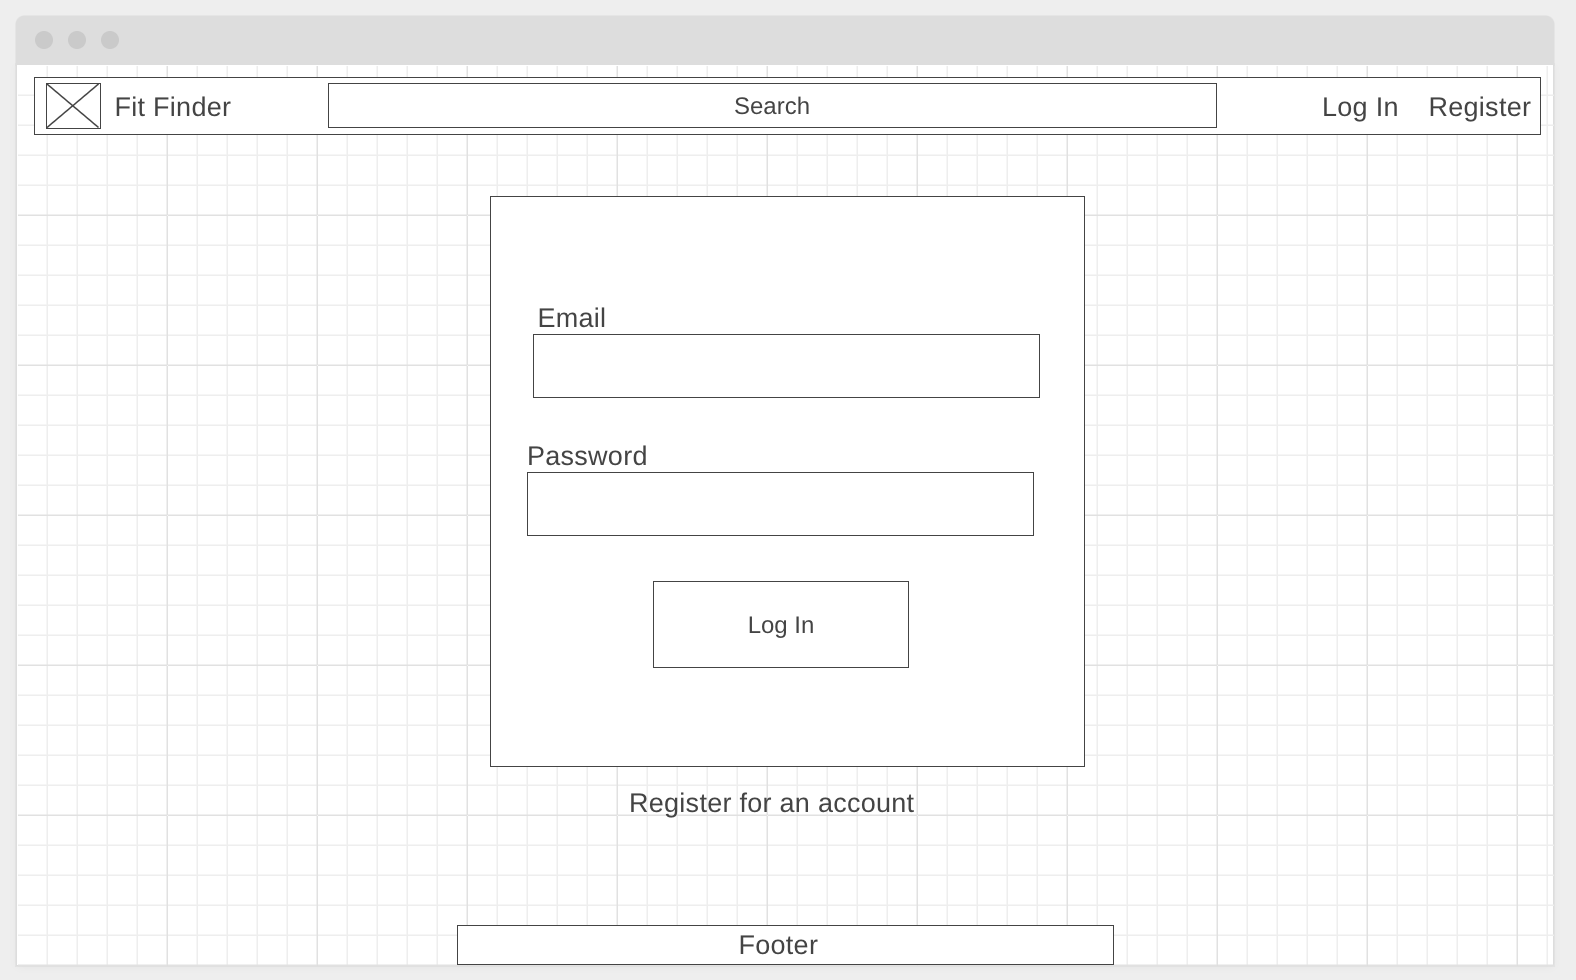 Fit Finder
Search
Log In
Register
Email
Password
Log In
Register for an account
Footer